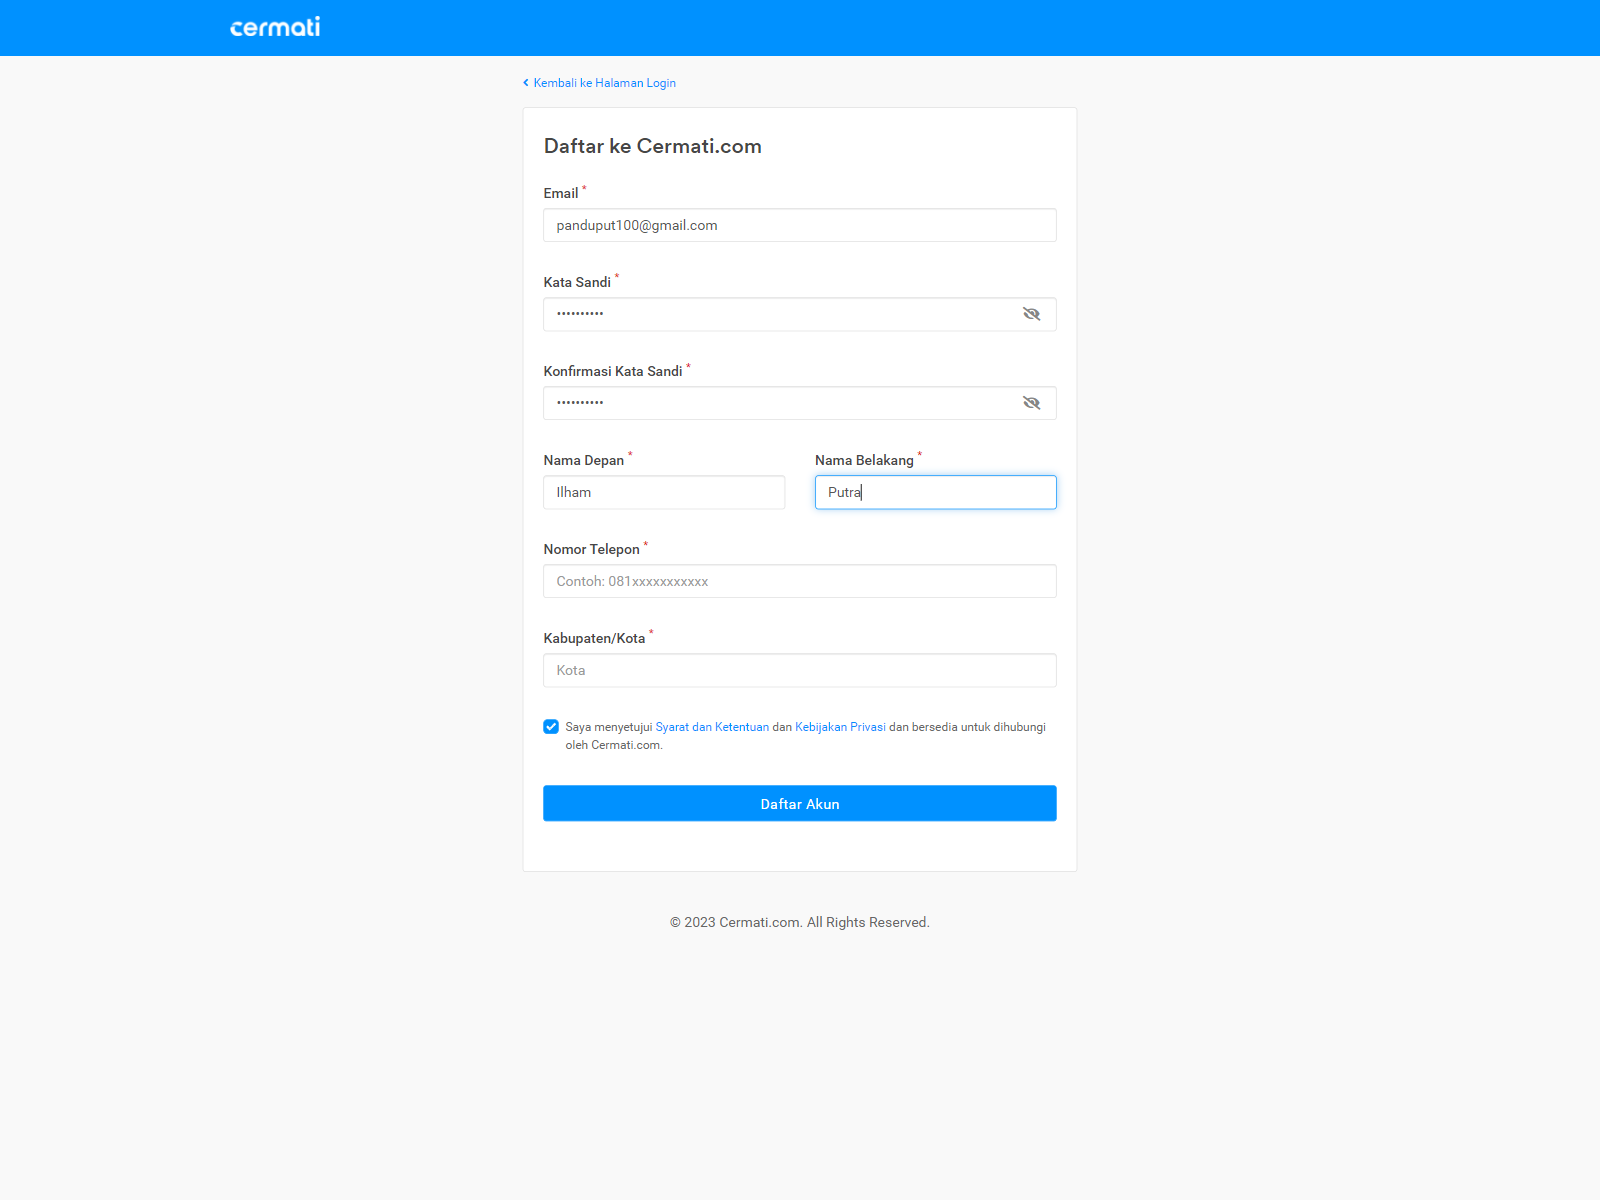 cermati
Kembali ke Halaman Login
Daftar ke Cermati.com
Email *
panduput100@gmail.com
Kata Sandi *
••••••••••
Konfirmasi Kata Sandi *
••••••••••
Nama Depan * Nama Belakang *
Ilham Putra
Nomor Telepon *
Contoh: 081xxxxxxxxxxx
Kabupaten/Kota *
Kota
Saya menyetujui Syarat dan Ketentuan dan Kebijakan Privasi dan bersedia untuk dihubungi
oleh Cermati.com.
Daftar Akun
© 2023 Cermati.com. All Rights Reserved.